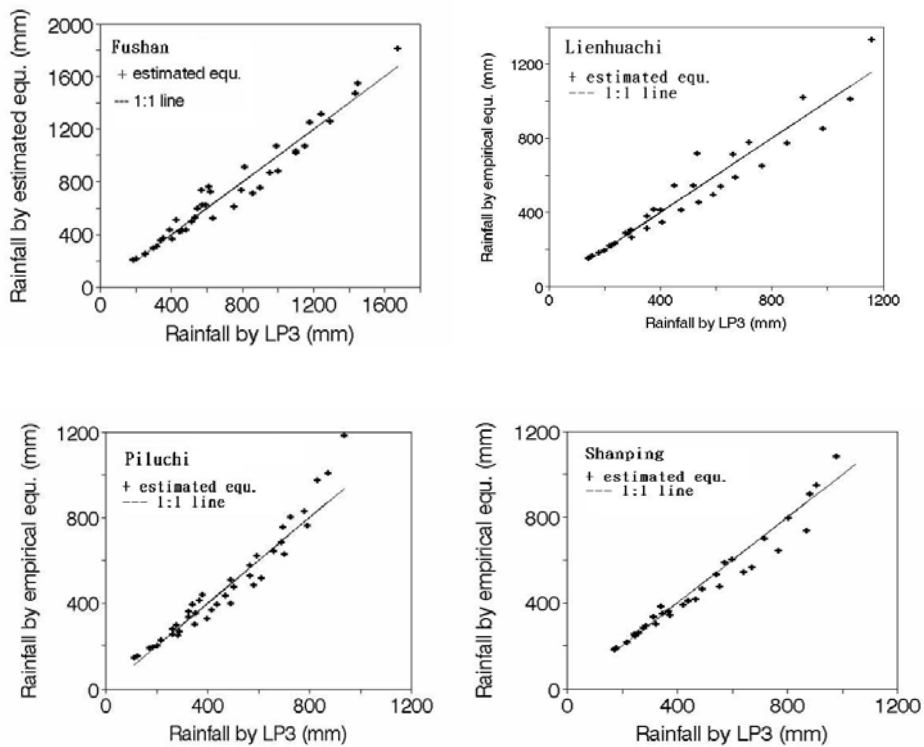 Rainfall by estimated equ. (mm)
2000
1600
1200
800
400
0
Fushan
+ estimated equ.
--- 1:1 line
0 400 800 1200 1600
Rainfall by LP3 (mm)
Rainfall by empirical equ. (mm)
1200
800
400
0
Lienhuachi
+ estimated equ.
--- 1:1 line
0 400 800 1200
Rainfall by LP3 (mm)
Rainfall by empirical equ. (mm)
1200
800
400
0
Piluchi
+ estimated equ.
--- 1:1 line
0 400 800 1200
Rainfall by LP3 (mm)
Rainfall by empirical equ. (mm)
1200
800
400
0
Shanping
+ estimated equ.
--- 1:1 line
0 400 800 1200
Rainfall by LP3 (mm)